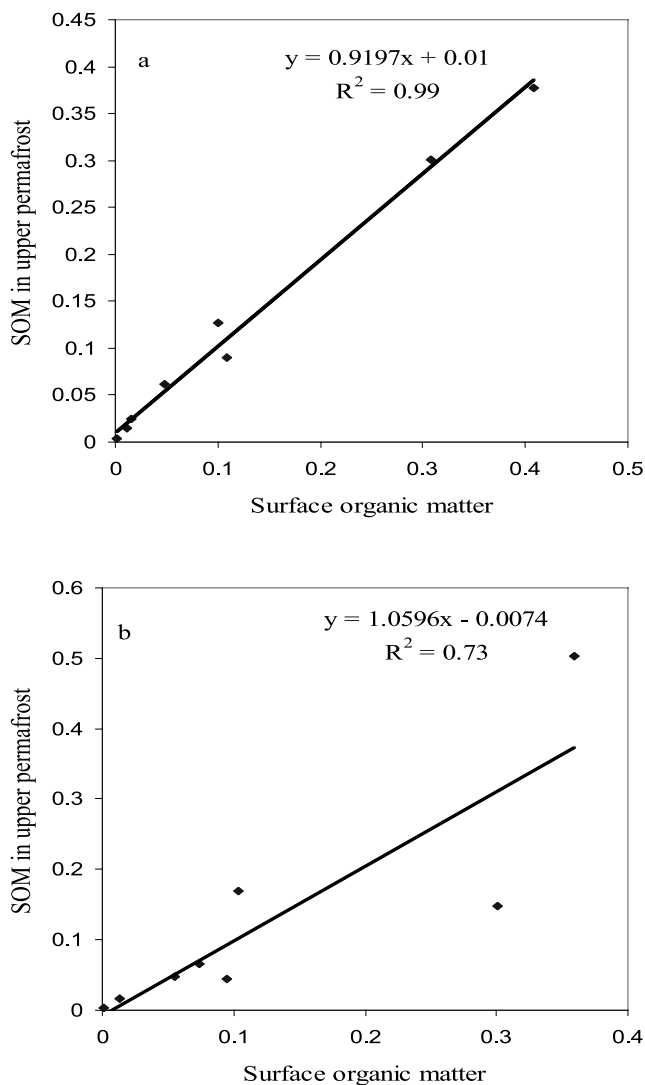 0.45
a
y = 0.9197x + 0.01
0.4
R² = 0.99
0.35
0.3
0.25
0.2
0.15
0.1
0.05
0
SOM in upper permafrost
0 0.1 0.2 0.3 0.4 0.5
Surface organic matter
0.6
b
y = 1.0596x - 0.0074
R² = 0.73
0.5
0.4
0.3
0.2
0.1
0
SOM in upper permafrost
0 0.1 0.2 0.3 0.4
Surface organic matter